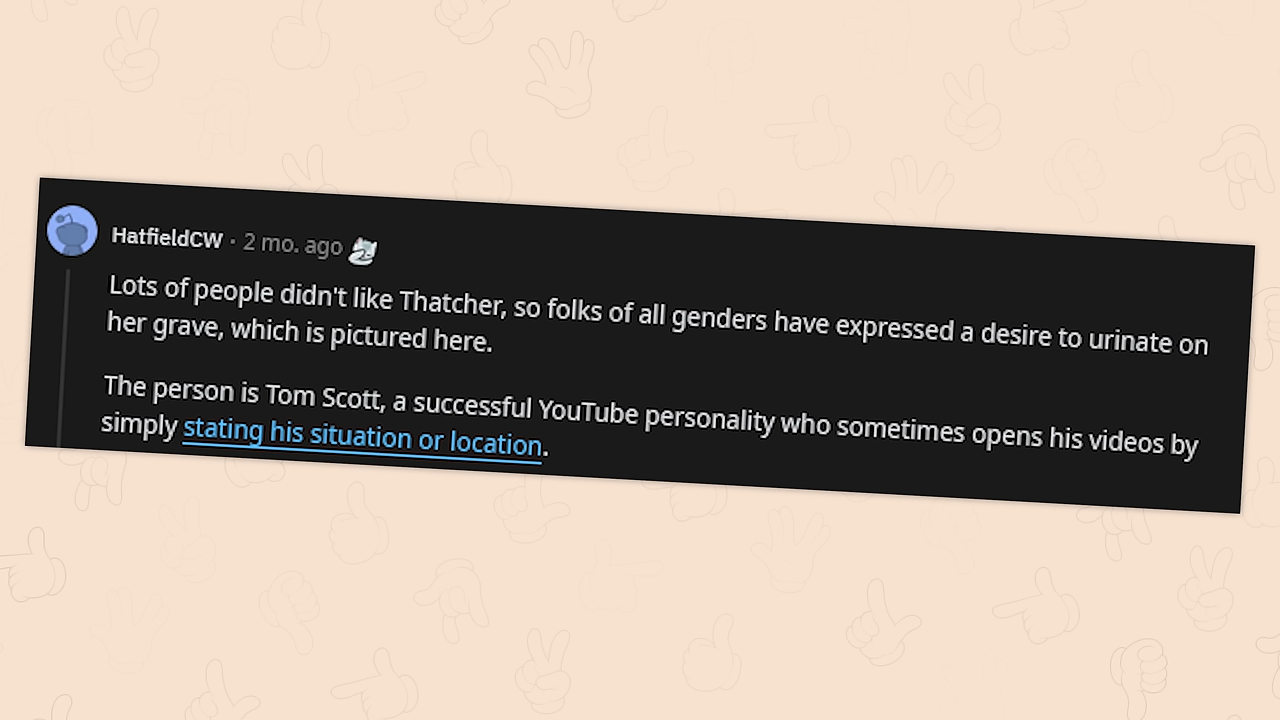 HatfieldCW · 2 mo. ago
Lots of people didn't like Thatcher, so folks of all genders have expressed a desire to urinate on
her grave, which is pictured here.
The person is Tom Scott, a successful YouTube personality who sometimes opens his videos by
simply stating his situation or location.